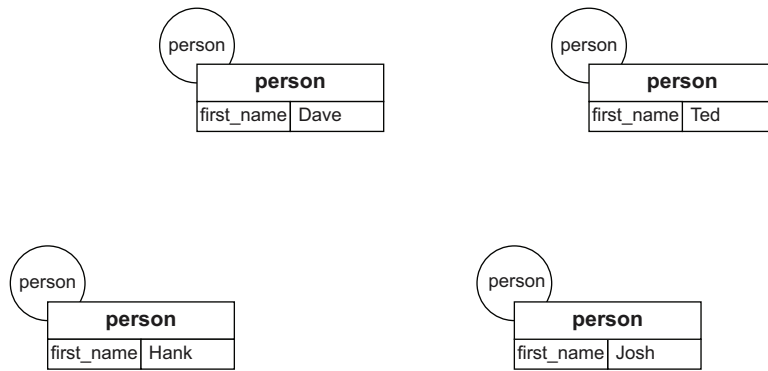 person
person
first_name Dave
person
person
first_name Ted
person
person
first_name Hank
person
person
first_name Josh